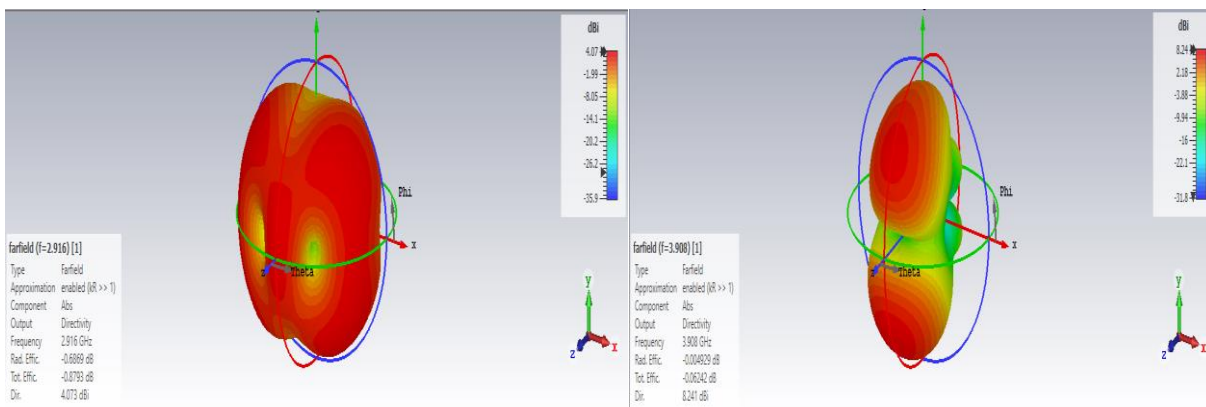 dBi
4.07
-1.99
-8.05
-14.1
-20.2
-26.2
-35.9
y
Phi
x
z
Theta
farfield (f=2.916) [1]
Type Farfield
Approximation enabled (kR >> 1)
Component Abs
Output Directivity
Frequency 2.916 GHz
Rad. Effic. -0.6869 dB
Tot. Effic. -0.8793 dB
Dir. 4.073 dBi
y
z
x
dBi
8.24
2.18
-3.88
-9.94
-16
-22.1
-31.8
Phi
x
z
Theta
farfield (f=3.908) [1]
Type Farfield
Approximation enabled (kR >> 1)
Component Abs
Output Directivity
Frequency 3.908 GHz
Rad. Effic. -0.004929 dB
Tot. Effic. -0.06242 dB
Dir. 8.241 dBi
y
z
x